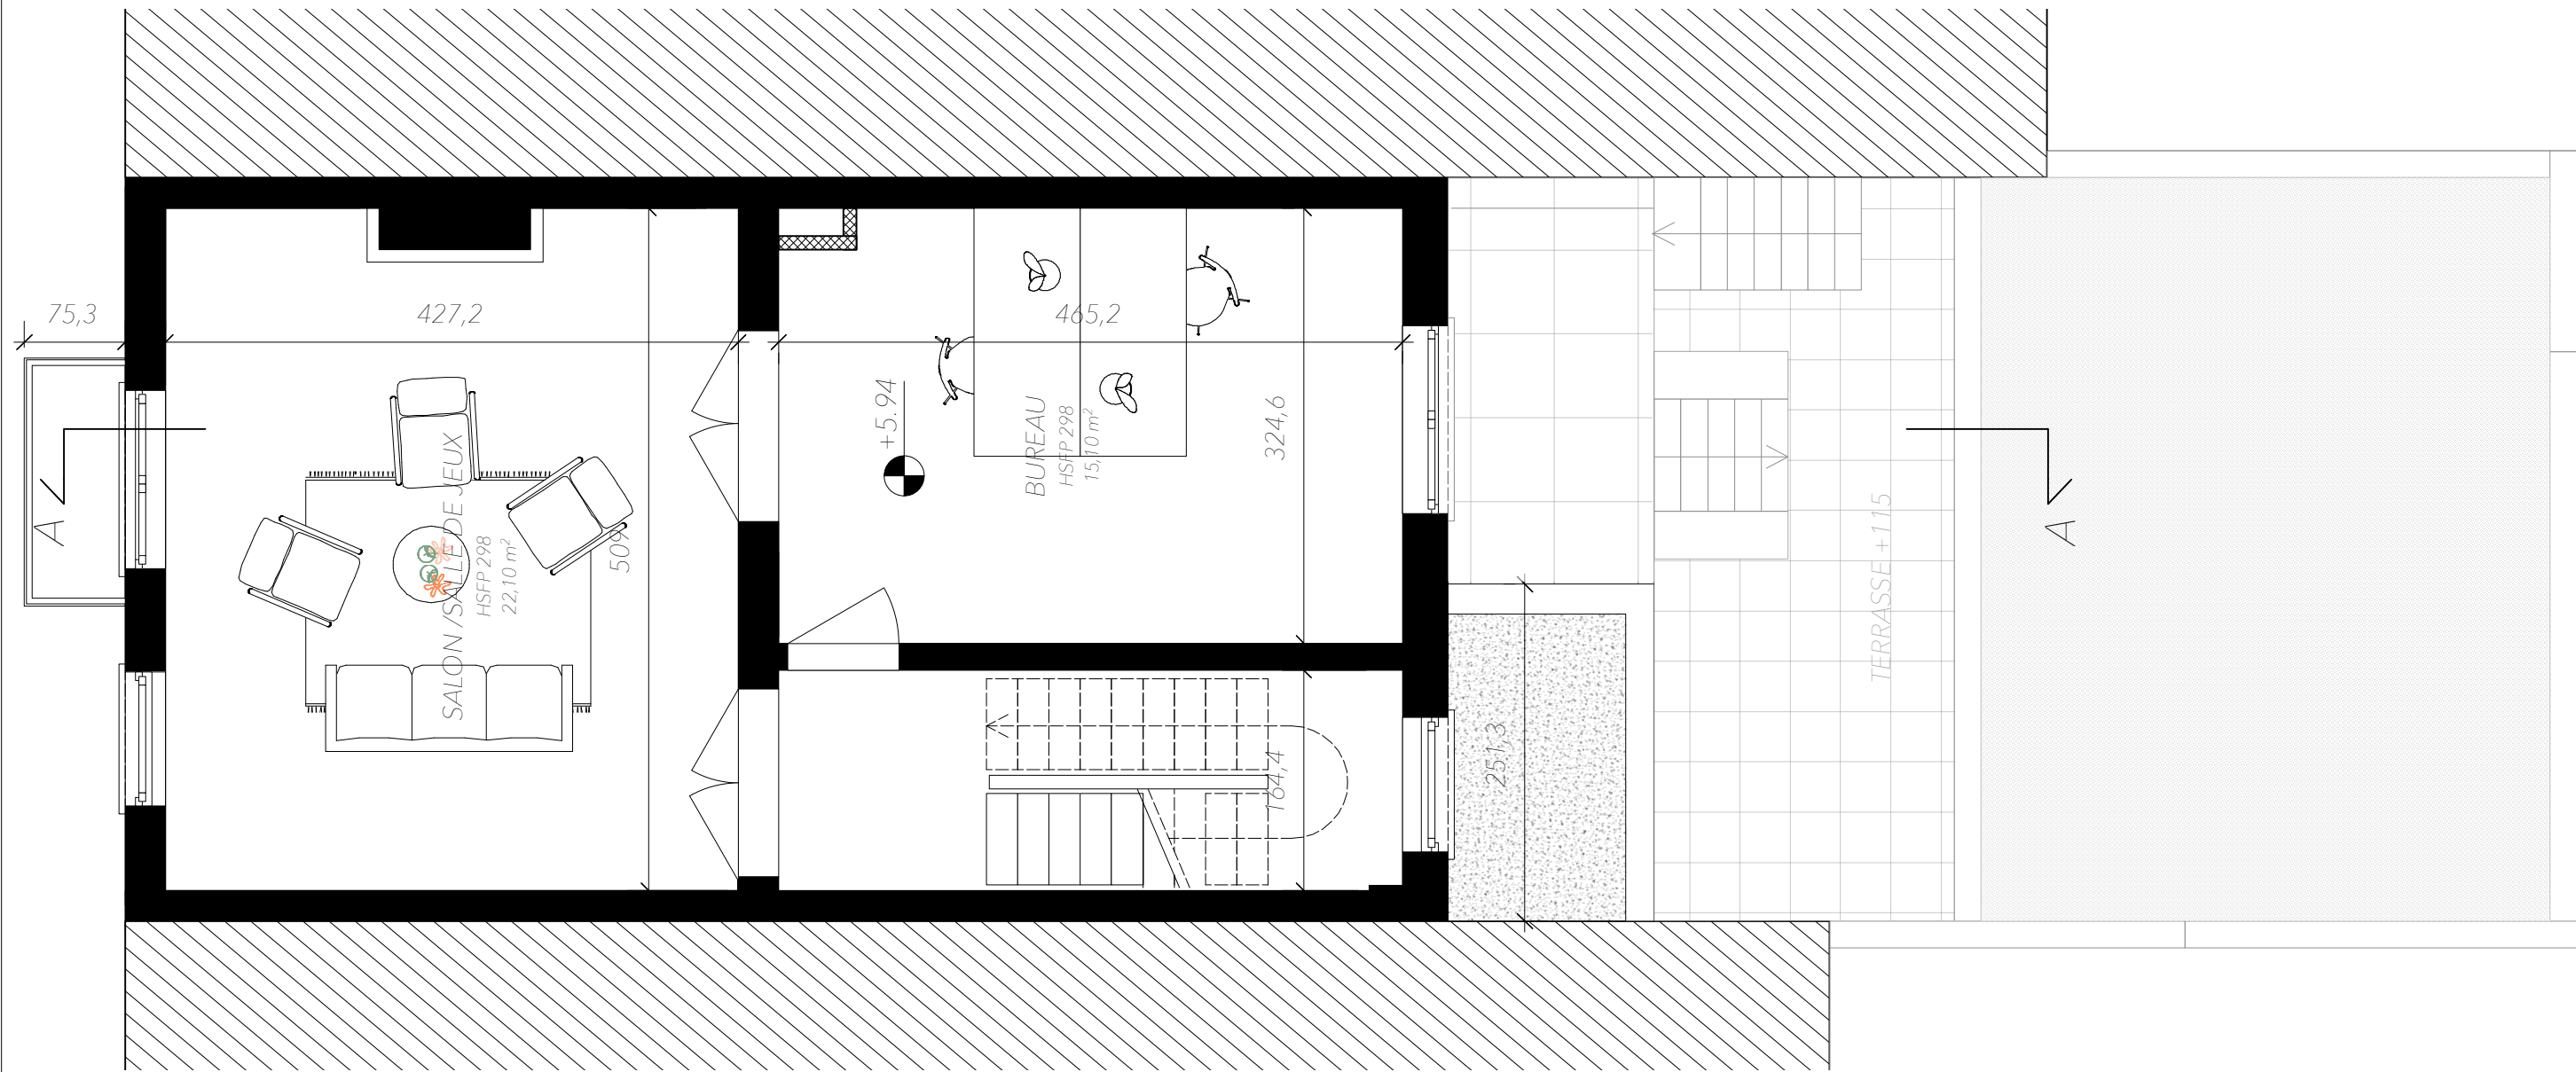 75,3
427,2
465,2
+5.94
BUREAU
HSFP 298
15,10 m²
324,6
A
SALON / SALLE DE JEUX
HSFP 298
22,10 m²
509
TERRASSE +115
A
251,3
164,4